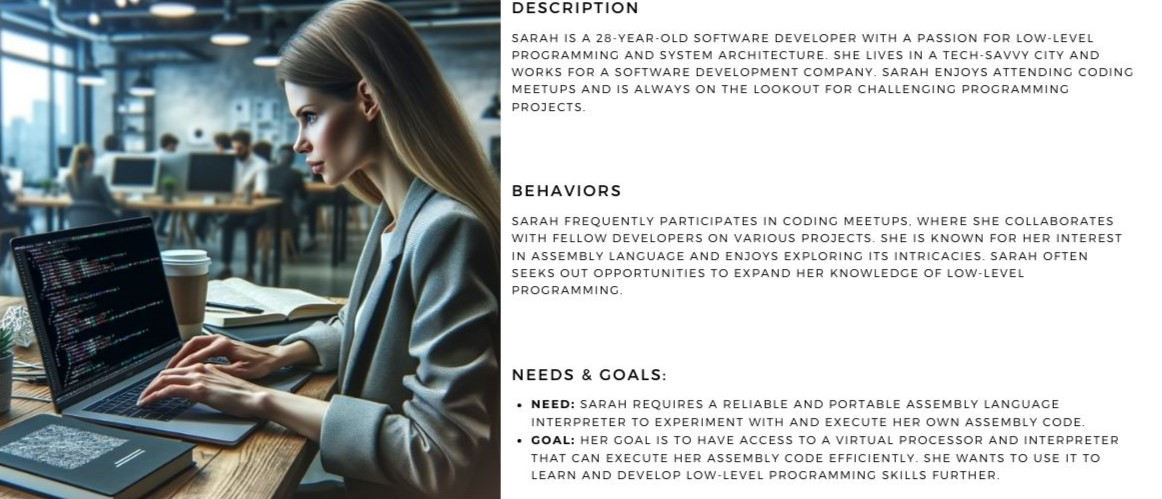 DESCRIPTION
SARAH IS A 28-YEAR-OLD SOFTWARE DEVELOPER WITH A PASSION FOR LOW-LEVEL
PROGRAMMING AND SYSTEM ARCHITECTURE. SHE LIVES IN A TECH-SAVVY CITY AND
WORKS FOR A SOFTWARE DEVELOPMENT COMPANY. SARAH ENJOYS ATTENDING CODING
MEETUPS AND IS ALWAYS ON THE LOOKOUT FOR CHALLENGING PROGRAMMING
PROJECTS.
BEHAVIORS
SARAH FREQUENTLY PARTICIPATES IN CODING MEETUPS, WHERE SHE COLLABORATES
WITH FELLOW DEVELOPERS ON VARIOUS PROJECTS. SHE IS KNOWN FOR HER INTEREST
IN ASSEMBLY LANGUAGE AND ENJOYS EXPLORING ITS INTRICACIES. SARAH OFTEN
SEEKS OUT OPPORTUNITIES TO EXPAND HER KNOWLEDGE OF LOW-LEVEL
PROGRAMMING.
NEEDS & GOALS:
• NEED: SARAH REQUIRES A RELIABLE AND PORTABLE ASSEMBLY LANGUAGE
INTERPRETER TO EXPERIMENT WITH AND EXECUTE HER OWN ASSEMBLY CODE.
• GOAL: HER GOAL IS TO HAVE ACCESS TO A VIRTUAL PROCESSOR AND INTERPRETER
THAT CAN EXECUTE HER ASSEMBLY CODE EFFICIENTLY. SHE WANTS TO USE IT TO
LEARN AND DEVELOP LOW-LEVEL PROGRAMMING SKILLS FURTHER.